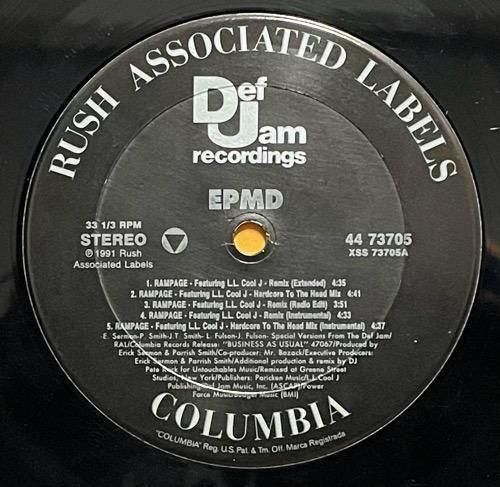 RUSH ASSOCIATED LABELS
Def
Jam
recordings
EPMD
33 1/3 RPM
STEREO
℗ 1991 Rush
Associated Labels
44 73705
XSS 73705A
1. RAMPAGE - Featuring L.L. Cool J - Remix (Extended) 4:35
2. RAMPAGE - Featuring L.L. Cool J - Hardcore To The Head Mix 4:41
3. RAMPAGE - Featuring L.L. Cool J - Remix (Radio Edit) 3:51
4. RAMPAGE - Featuring L.L. Cool J - Remix (Instrumental) 4:35
5. RAMPAGE - Featuring L.L. Cool J - Hardcore To The Head Mix (Instrumental) 4:37
E. Sermon-P. Smith-J.T. Smith- L. Fulson-J. Fulson- Special Versions From The Def Jam/
RAL/Columbia Records Release: "BUSINESS AS USUAL" 47067/Produced by
Erick Sermon & Parrish Smith/Co-producer: Mr. Bozack/Executive Producers:
Erick Sermon & Parrish Smith/Additional production & remix by DJ
Pete Rock for Untouchables Music/Remixed at Greene Street
Studios, New York/Publishers: Paricken Music/L.L Cool J
Publishing/Def Jam Music, Inc. (ASCAP)/Power
Force Music/Budget Music (BMI)
COLUMBIA
"COLUMBIA" Reg. U.S. Pat. & Tm. Off. Marca Registrada